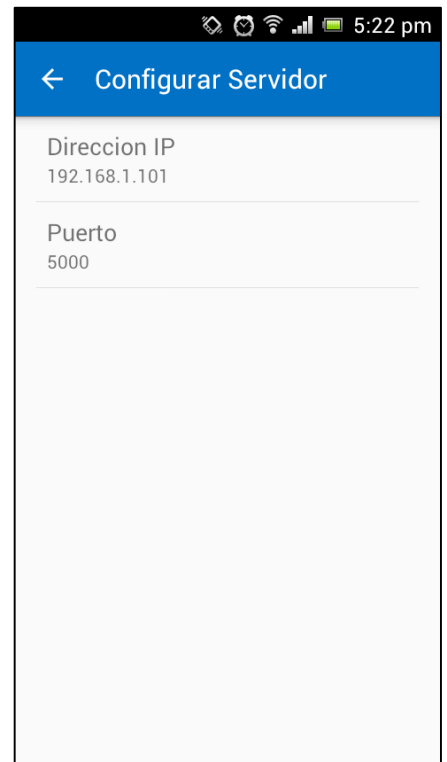 5:22 pm
Configurar Servidor
Direccion IP
192.168.1.101
Puerto
5000